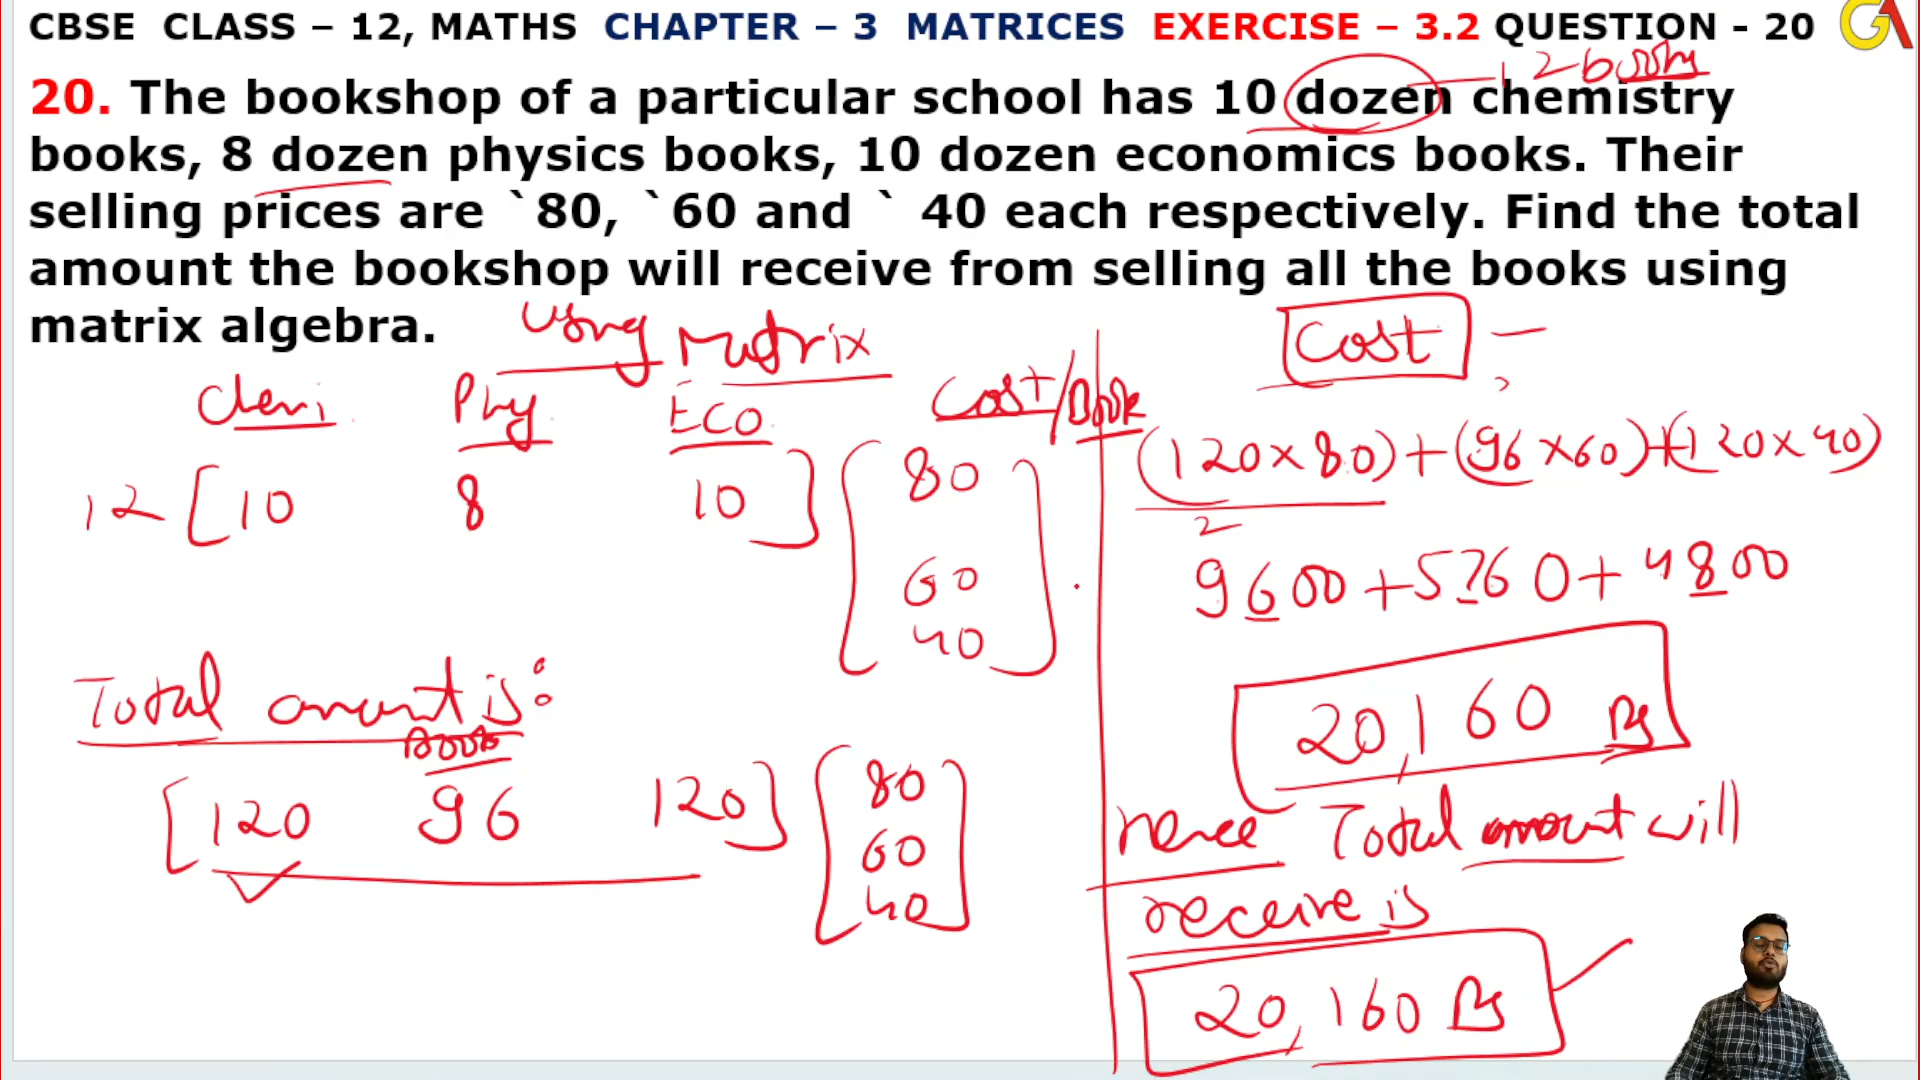 CBSE CLASS – 12, MATHS CHAPTER – 3 MATRICES EXERCISE – 3.2 QUESTION - 20
GA
12 books
20. The bookshop of a particular school has 10 dozen chemistry
books, 8 dozen physics books, 10 dozen economics books. Their
selling prices are `80, `60 and ` 40 each respectively. Find the total
amount the bookshop will receive from selling all the books using
matrix algebra.
Using Matrix
Chemi Phy ECO Cost/Book
12 [10 8 10] [80
60
40]
Total amount is:
Book
[120 96 120] [80
60
40]
Cost –
(120×80)+(96×60)+(120×40)
2
9600+5760+4800
20,160 Rs
hence Total amount will
receive is
20,160 Rs